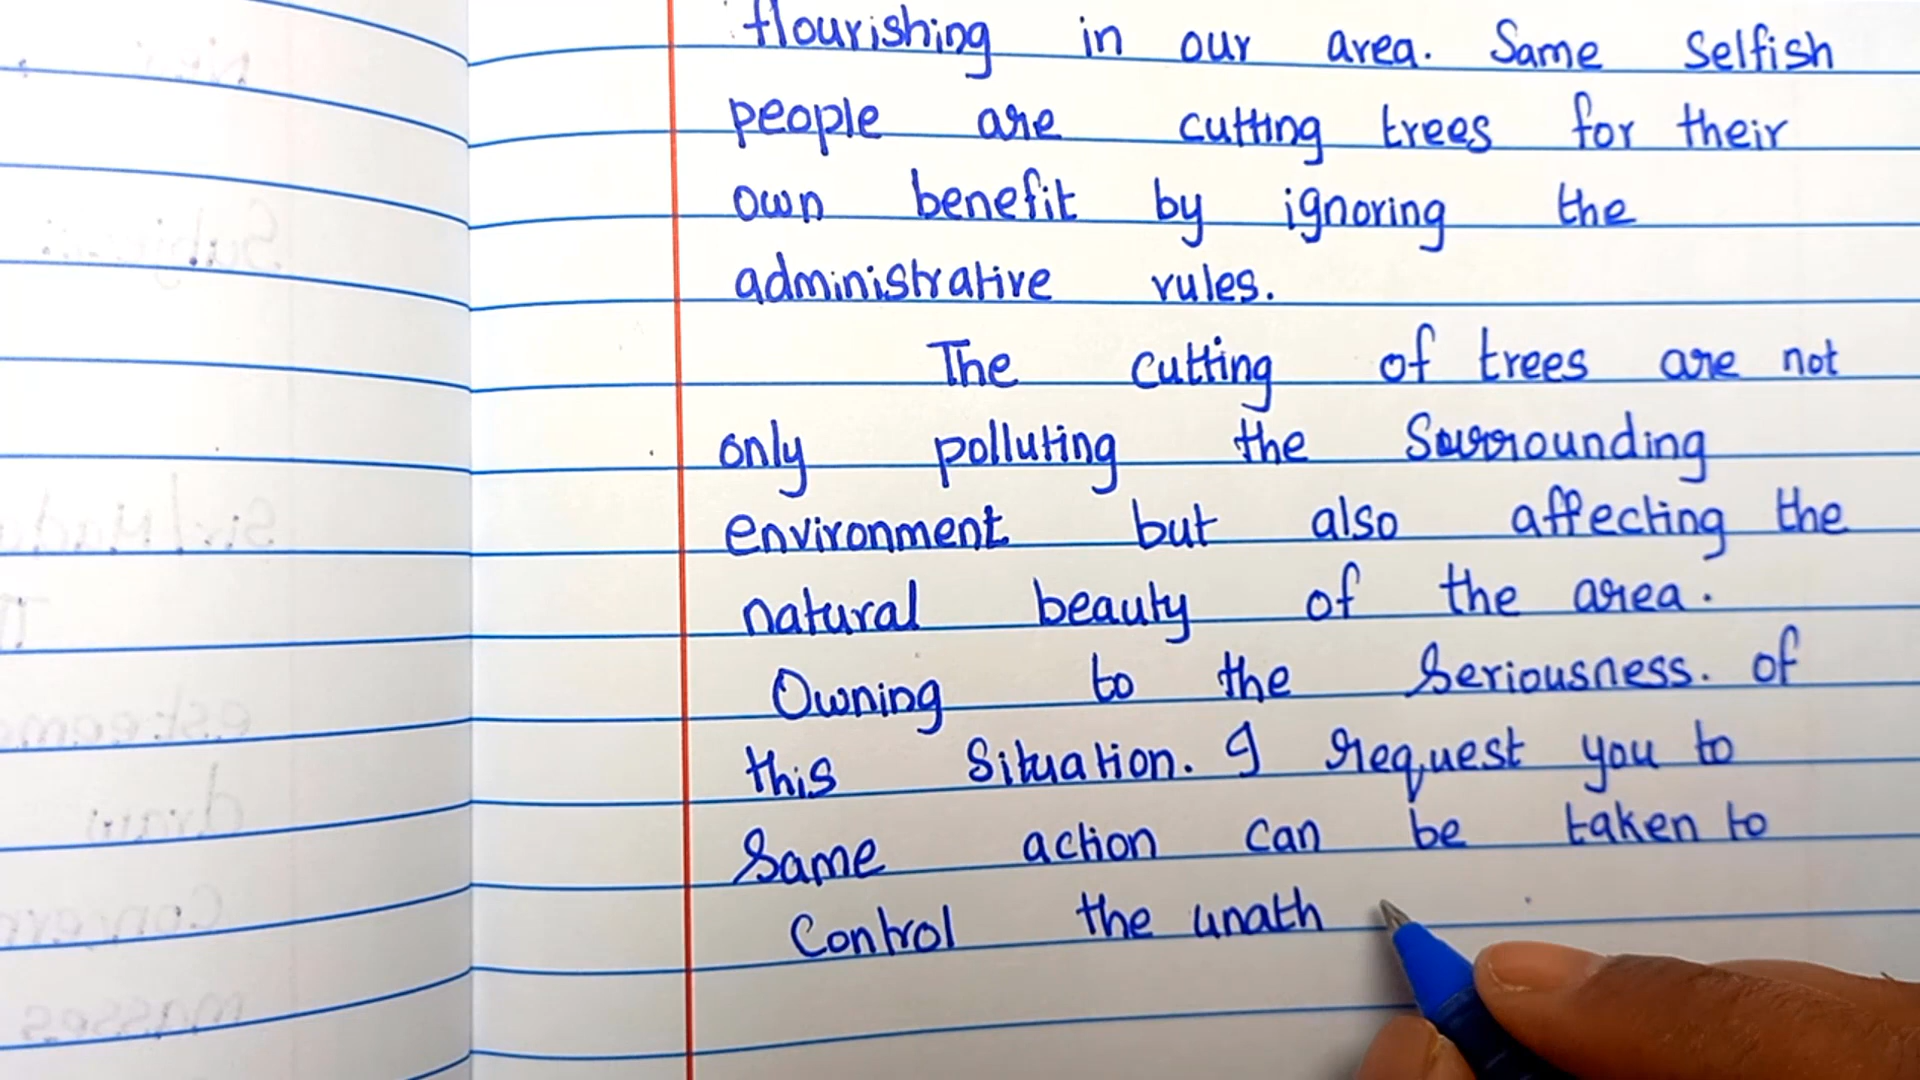 flourishing in our area. Same Selfish
people are cutting trees for their
own benefit by ignoring the
administrative rules.
The cutting of trees are not
only polluting the Surrounding
environment but also affecting the
natural beauty of the area.
Owning to the Seriousness. of
this Situation. I request you to
Same action can be taken to
Control the unath